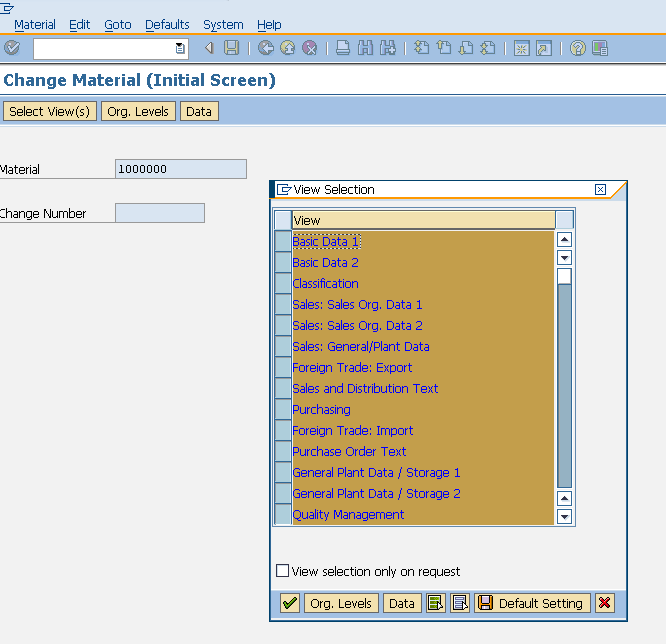 Material Edit Goto Defaults System Help
Change Material (Initial Screen)
Select View(s) Org. Levels Data
Material 1000000
Change Number
View Selection
View
Basic Data 1
Basic Data 2
Classification
Sales: Sales Org. Data 1
Sales: Sales Org. Data 2
Sales: General/Plant Data
Foreign Trade: Export
Sales and Distribution Text
Purchasing
Foreign Trade: Import
Purchase Order Text
General Plant Data / Storage 1
General Plant Data / Storage 2
Quality Management
View selection only on request
Org. Levels Data Default Setting